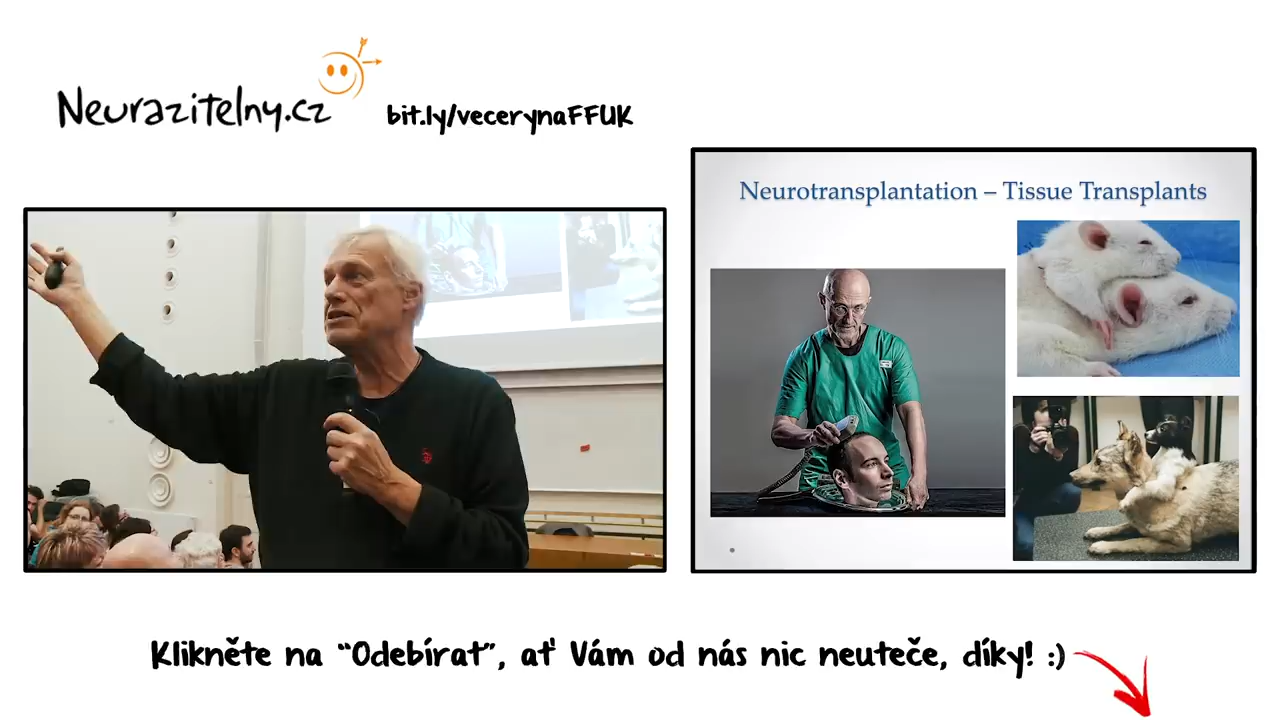 Neurazitelny.cz
bit.ly/vecerynaFFUK
Neurotransplantation – Tissue Transplants
Klikněte na "Odebírat", ať Vám od nás nic neuteče, díky! :)